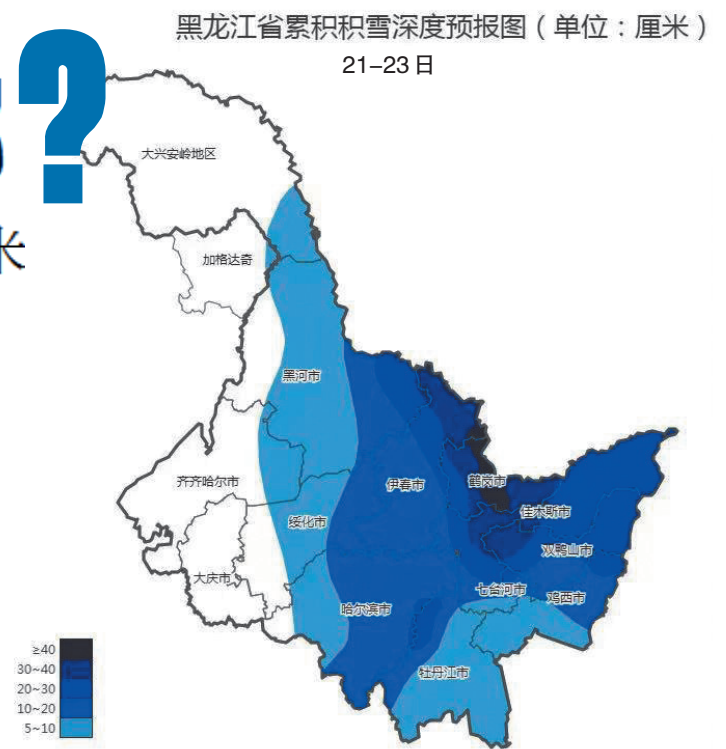 黑龙江省累积积雪深度预报图（单位：厘米）
21-23日
?
米
大兴安岭地区
加格达奇
黑河市
齐齐哈尔市
伊春市
鹤岗市
佳木斯市
绥化市
双鸭山市
大庆市
七台河市
鸡西市
哈尔滨市
牡丹江市
≥40
30~40
20~30
10~20
5~10